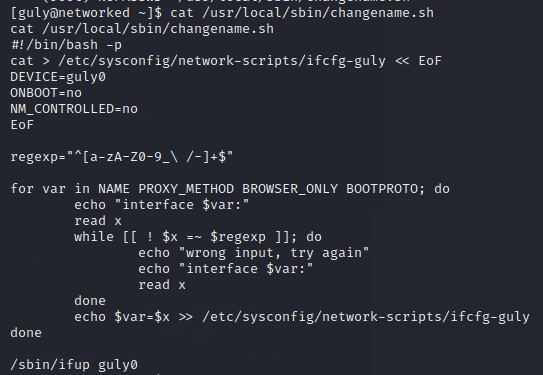 [guly@networked ~]$ cat /usr/local/sbin/changename.sh
cat /usr/local/sbin/changename.sh
#!/bin/bash -p
cat > /etc/sysconfig/network-scripts/ifcfg-guly << EoF
DEVICE=guly0
ONBOOT=no
NM_CONTROLLED=no
EoF

regexp="^[a-zA-Z0-9_\ /-]+$"

for var in NAME PROXY_METHOD BROWSER_ONLY BOOTPROTO; do
        echo "interface $var:"
        read x
        while [[ ! $x =~ $regexp ]]; do
                echo "wrong input, try again"
                echo "interface $var:"
                read x
        done
        echo $var=$x >> /etc/sysconfig/network-scripts/ifcfg-guly
done

/sbin/ifup guly0